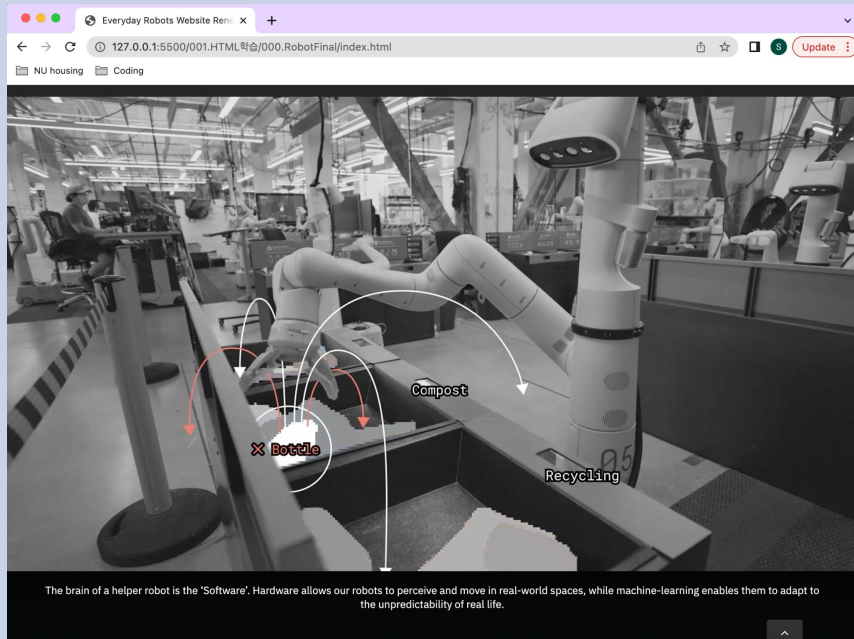 Everyday Robots Website Rene
127.0.0.1:5500/001.HTML학습/000.RobotFinal/index.html
S
Update
NU housing
Coding
Compost
Bottle
05
Recycling
The brain of a helper robot is the ‘Software’. Hardware allows our robots to perceive and move in real-world spaces, while machine-learning enables them to adapt to
the unpredictability of real life.